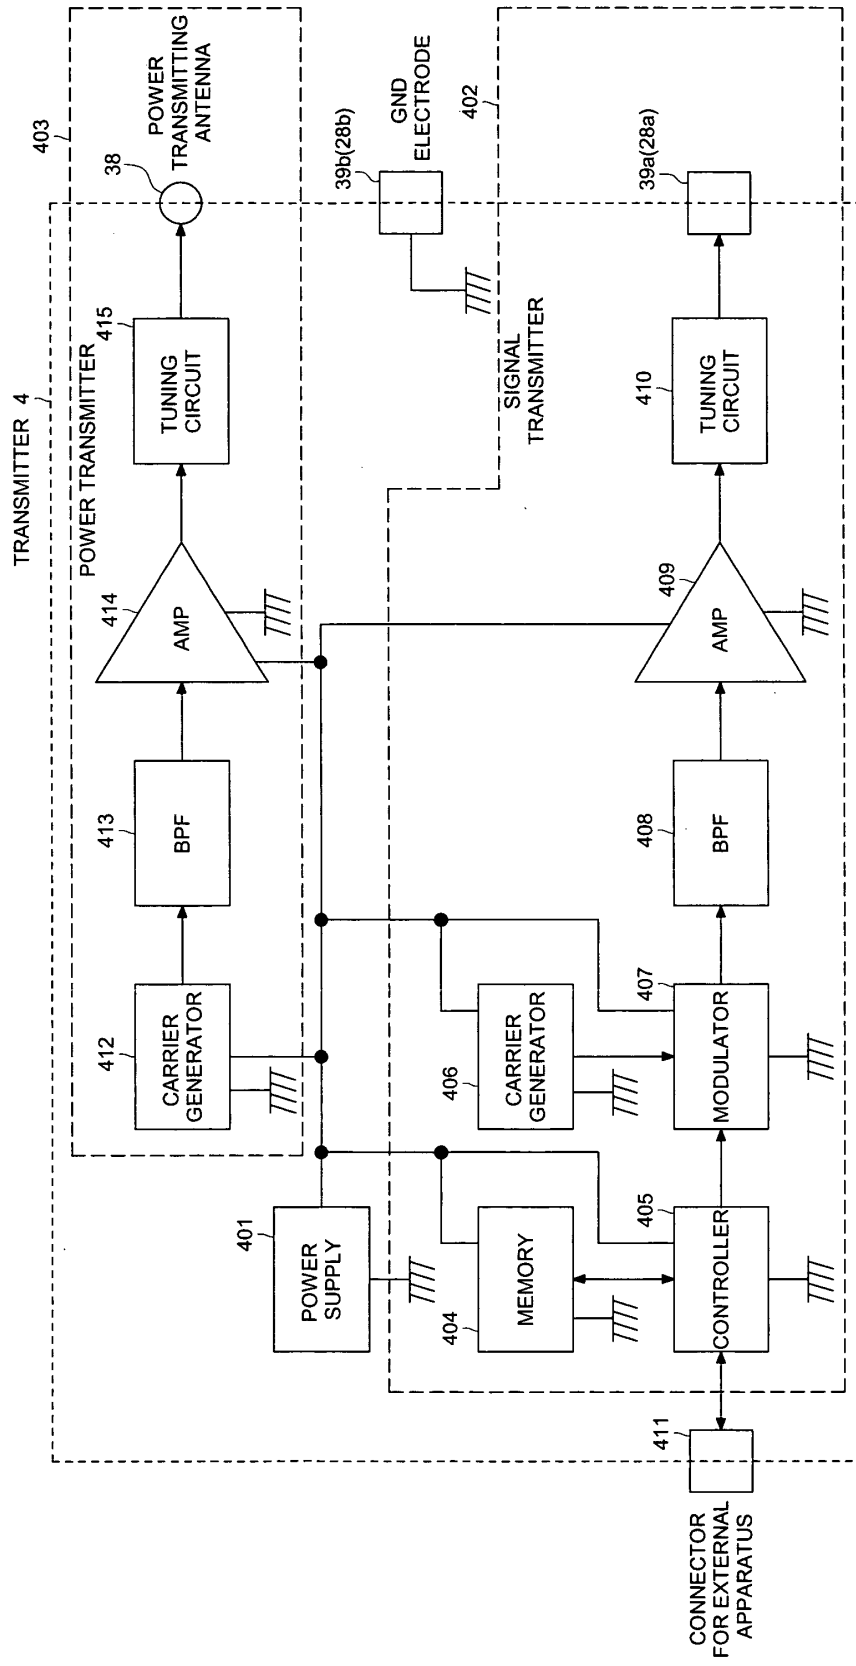 TRANSMITTER 4
403
POWER TRANSMITTER
412
CARRIER
GENERATOR
413
BPF
414
AMP
415
TUNING
CIRCUIT
38
POWER
TRANSMITTING
ANTENNA
401
POWER
SUPPLY
39b(28b)
GND
ELECTRODE
402
SIGNAL
TRANSMITTER
404
MEMORY
406
CARRIER
GENERATOR
411
CONNECTOR
FOR EXTERNAL
APPARATUS
405
CONTROLLER
407
MODULATOR
408
BPF
409
AMP
410
TUNING
CIRCUIT
39a(28a)